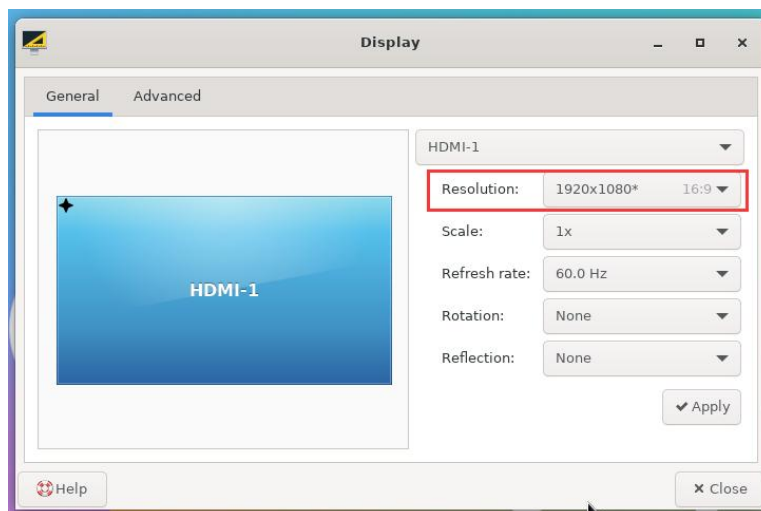 Display
General Advanced
HDMI-1
Resolution: 1920x1080* 16:9
Scale: 1x
Refresh rate: 60.0 Hz
HDMI-1
Rotation: None
Reflection: None
Apply
Help
Close